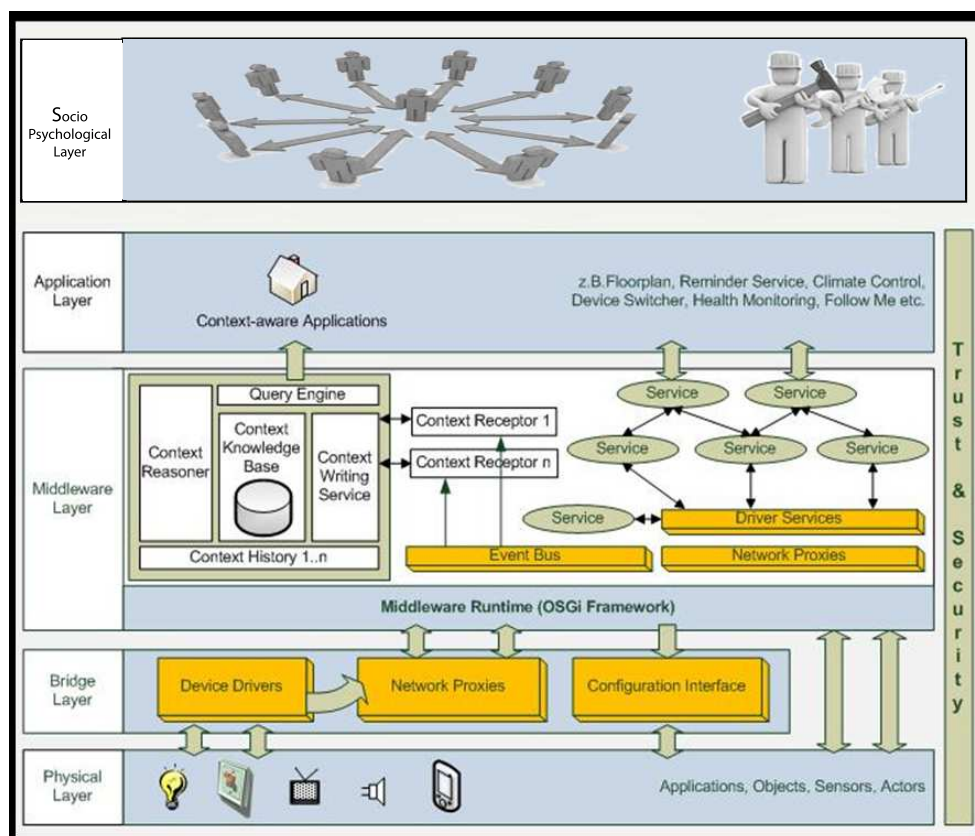 Socio
Psychological
Layer
Application
Layer
Context-aware Applications
z.B.Floorplan, Reminder Service, Climate Control,
Device Switcher, Health Monitoring, Follow Me etc.
Middleware
Layer
Query Engine
Context
Reasoner
Context
Knowledge
Base
Context
Writing
Service
Context History 1..n
Context Receptor 1
Context Receptor n
Service
Service
Service
Service
Service
Service
Driver Services
Event Bus
Network Proxies
Middleware Runtime (OSGi Framework)
Bridge
Layer
Device Drivers
Network Proxies
Configuration Interface
Physical
Layer
Applications, Objects, Sensors, Actors
Trust & Security